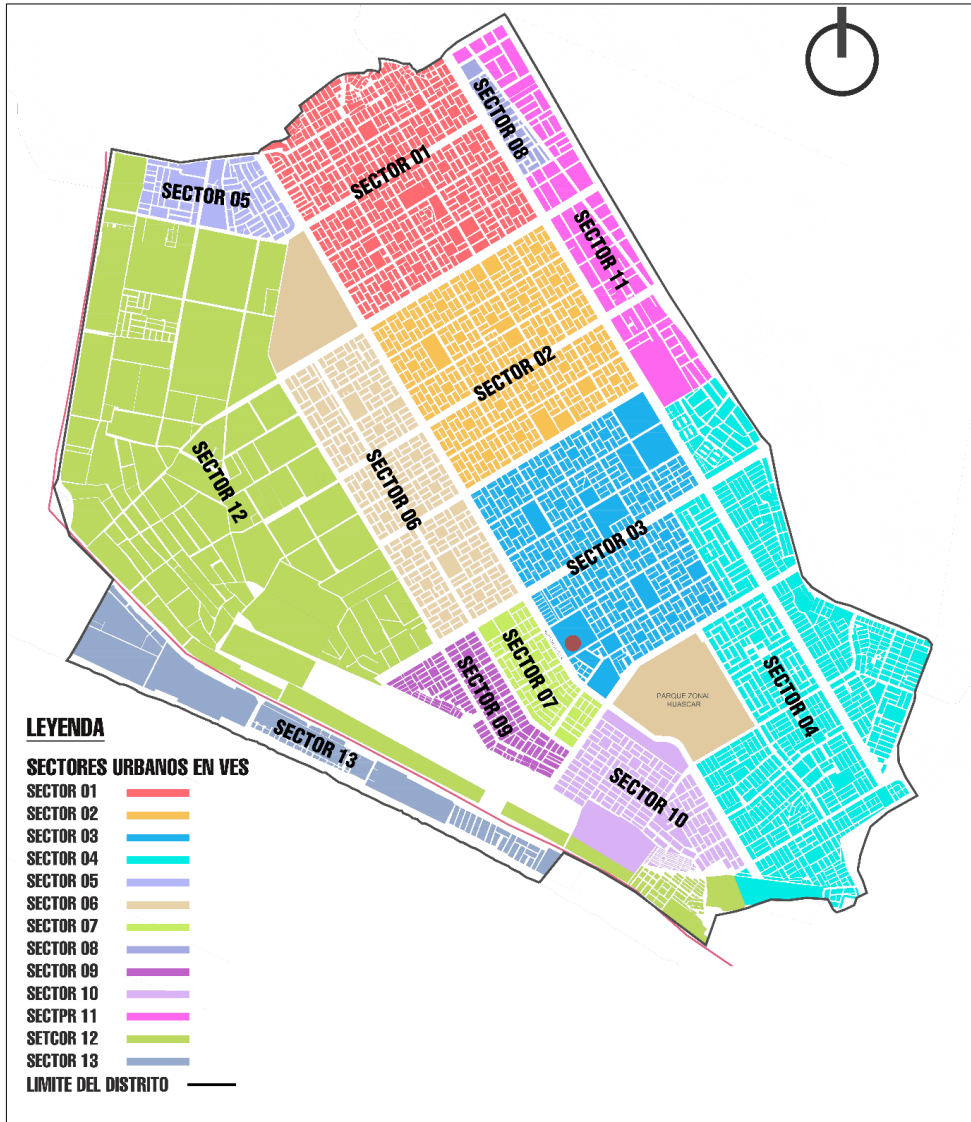 SECTOR 08
SECTOR 01
SECTOR 05
SECTOR 11
SECTOR 02
SECTOR 12
SECTOR 06
SECTOR 03
SECTOR 07
SECTOR 09
PARQUE ZONAL
HUASCAR
SECTOR 04
SECTOR 13
SECTOR 10
LEYENDA
SECTORES URBANOS EN VES
SECTOR 01
SECTOR 02
SECTOR 03
SECTOR 04
SECTOR 05
SECTOR 06
SECTOR 07
SECTOR 08
SECTOR 09
SECTOR 10
SECTPR 11
SETCOR 12
SECTOR 13
LIMITE DEL DISTRITO